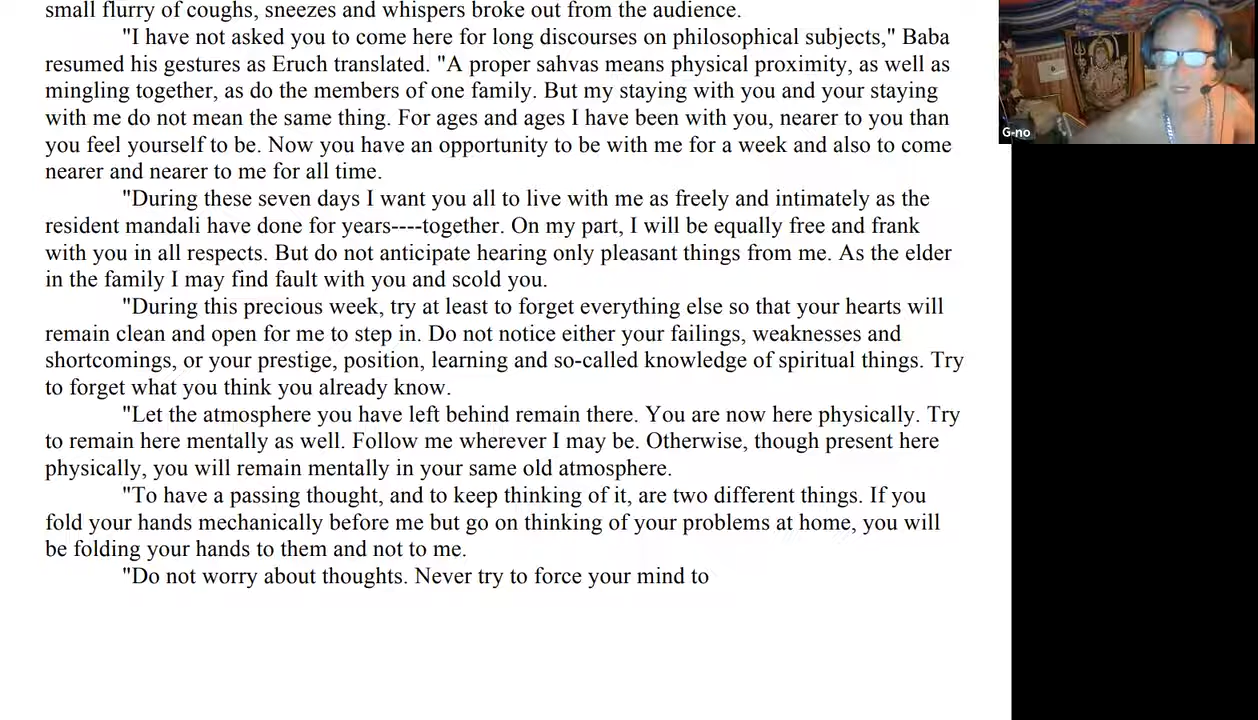 small flurry of coughs, sneezes and whispers broke out from the audience.
"I have not asked you to come here for long discourses on philosophical subjects," Baba
resumed his gestures as Eruch translated. "A proper sahvas means physical proximity, as well as
mingling together, as do the members of one family. But my staying with you and your staying
with me do not mean the same thing. For ages and ages I have been with you, nearer to you than
you feel yourself to be. Now you have an opportunity to be with me for a week and also to come
nearer and nearer to me for all time.
"During these seven days I want you all to live with me as freely and intimately as the
resident mandali have done for years----together. On my part, I will be equally free and frank
with you in all respects. But do not anticipate hearing only pleasant things from me. As the elder
in the family I may find fault with you and scold you.
"During this precious week, try at least to forget everything else so that your hearts will
remain clean and open for me to step in. Do not notice either your failings, weaknesses and
shortcomings, or your prestige, position, learning and so-called knowledge of spiritual things. Try
to forget what you think you already know.
"Let the atmosphere you have left behind remain there. You are now here physically. Try
to remain here mentally as well. Follow me wherever I may be. Otherwise, though present here
physically, you will remain mentally in your same old atmosphere.
"To have a passing thought, and to keep thinking of it, are two different things. If you
fold your hands mechanically before me but go on thinking of your problems at home, you will
be folding your hands to them and not to me.
"Do not worry about thoughts. Never try to force your mind to
G-no